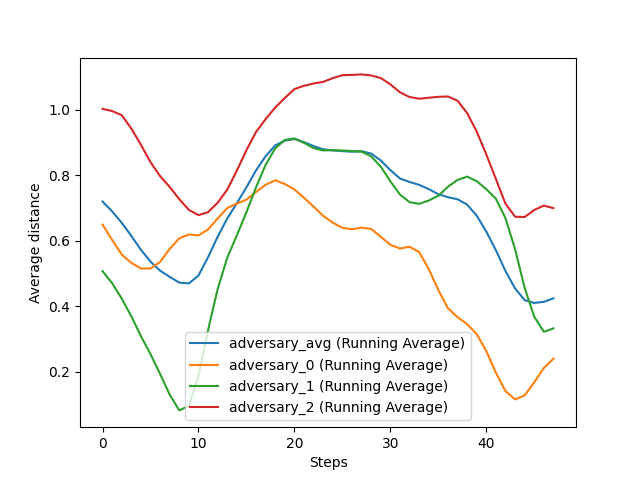 1.0
0.8
0.6
0.4
0.2
Average distance
adversary_avg (Running Average)
adversary_0 (Running Average)
adversary_1 (Running Average)
adversary_2 (Running Average)
0 10 20 30 40
Steps